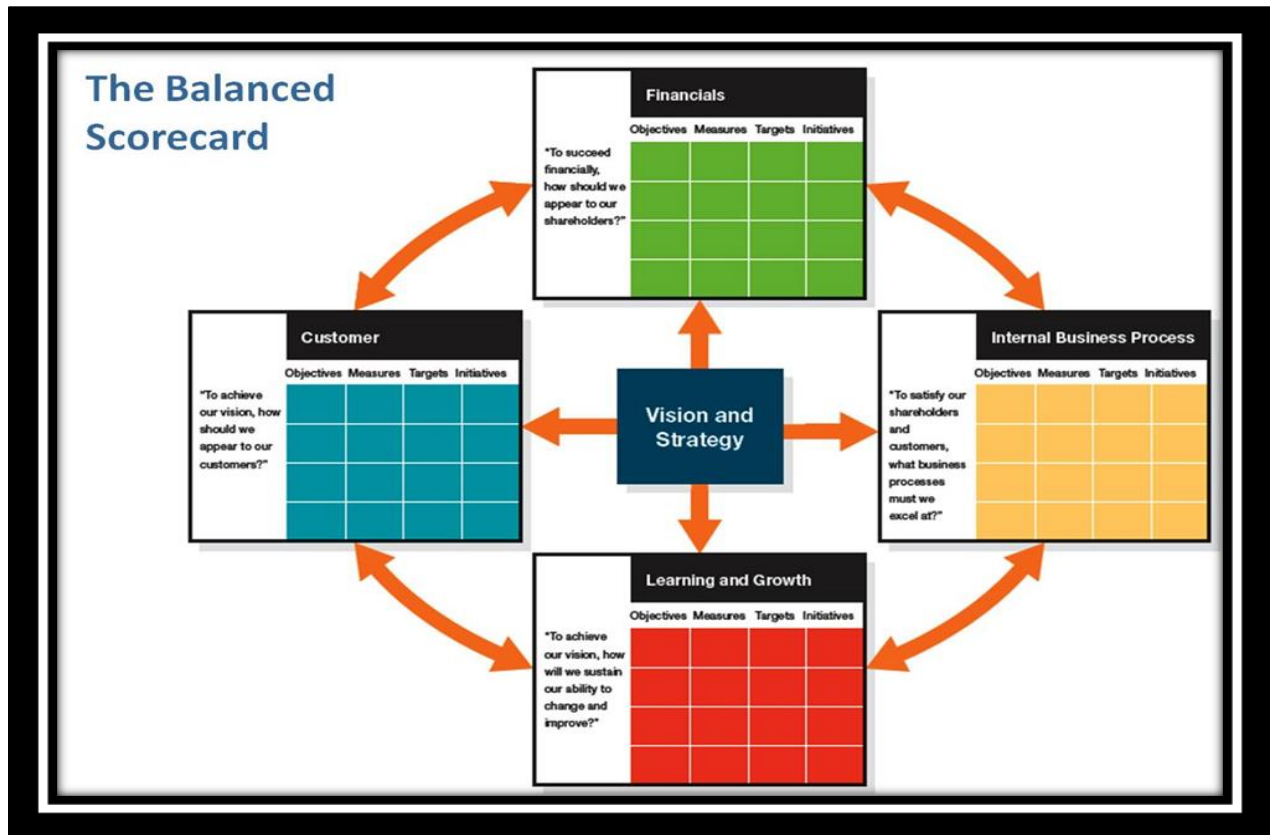 The Balanced
Scorecard
Financials
Objectives Measures Targets Initiatives
"To succeed
financially,
how should we
appear to our
shareholders?"
Customer
Objectives Measures Targets Initiatives
"To achieve
our vision, how
should we
appear to our
customers?"
Vision and
Strategy
Internal Business Process
Objectives Measures Targets Initiatives
"To satisfy our
shareholders
and
customers,
what business
processes
must we
excel at?"
Learning and Growth
Objectives Measures Targets Initiatives
"To achieve
our vision, how
will we sustain
our ability to
change and
improve?"